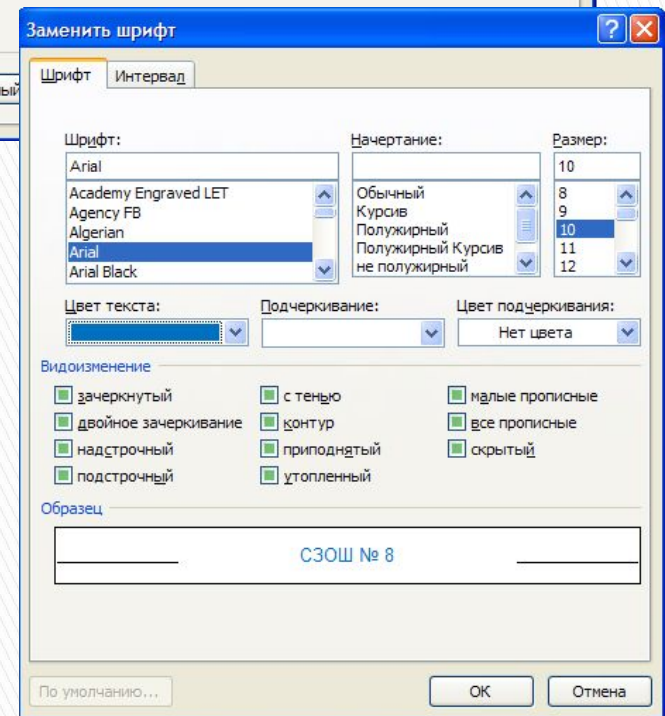 Заменить шрифт
ый
Шрифт Интервал
Шрифт: Начертание: Размер:
Arial 10
Academy Engraved LET Обычный 8
Agency FB Курсив 9
Algerian Полужирный 10
Arial Полужирный Курсив 11
Arial Black не полужирный 12
Цвет текста: Подчеркивание: Цвет подчеркивания:
Нет цвета
Видоизменение
зачеркнутый с тенью малые прописные
двойное зачеркивание контур все прописные
надстрочный приподнятый скрытый
подстрочный утопленный
Образец
СЗОШ № 8
По умолчанию... ОК Отмена